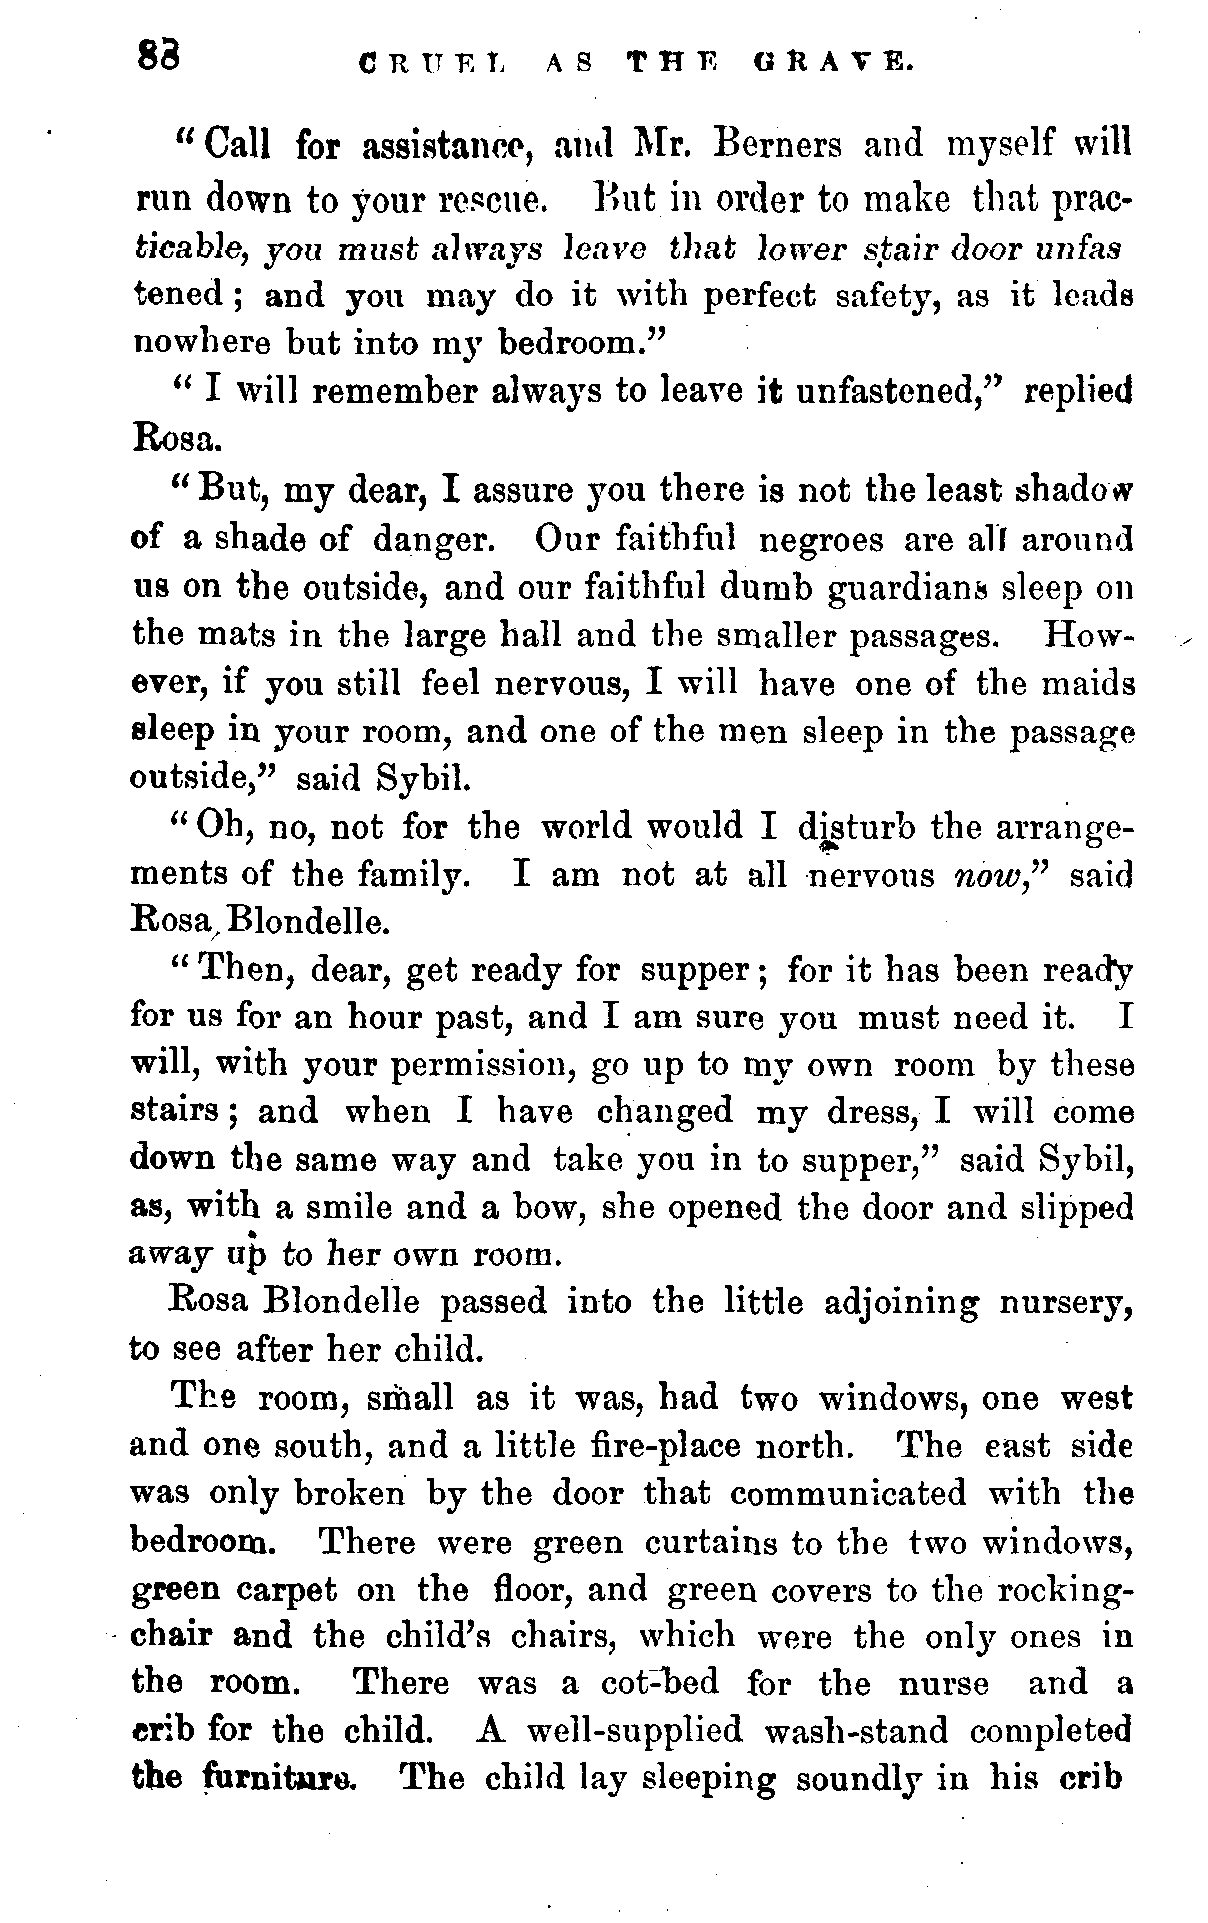 88 CRUEL AS THE GRAVE.
"Call for assistance, and Mr. Berners and myself will
run down to your rescue. But in order to make that prac-
ticable, you must always leave that lower stair door unfas
tened; and you may do it with perfect safety, as it leads
nowhere but into my bedroom."
"I will remember always to leave it unfastened," replied
Rosa.
"But, my dear, I assure you there is not the least shadow
of a shade of danger. Our faithful negroes are all around
us on the outside, and our faithful dumb guardians sleep on
the mats in the large hall and the smaller passages. How-
ever, if you still feel nervous, I will have one of the maids
sleep in your room, and one of the men sleep in the passage
outside," said Sybil.
"Oh, no, not for the world would I disturb the arrange-
ments of the family. I am not at all nervous now," said
Rosa Blondelle.
"Then, dear, get ready for supper; for it has been ready
for us for an hour past, and I am sure you must need it. I
will, with your permission, go up to my own room by these
stairs; and when I have changed my dress, I will come
down the same way and take you in to supper," said Sybil,
as, with a smile and a bow, she opened the door and slipped
away up to her own room.
Rosa Blondelle passed into the little adjoining nursery,
to see after her child.
The room, small as it was, had two windows, one west
and one south, and a little fire-place north. The east side
was only broken by the door that communicated with the
bedroom. There were green curtains to the two windows,
green carpet on the floor, and green covers to the rocking-
chair and the child's chairs, which were the only ones in
the room. There was a cot-bed for the nurse and a
crib for the child. A well-supplied wash-stand completed
the furniture. The child lay sleeping soundly in his crib